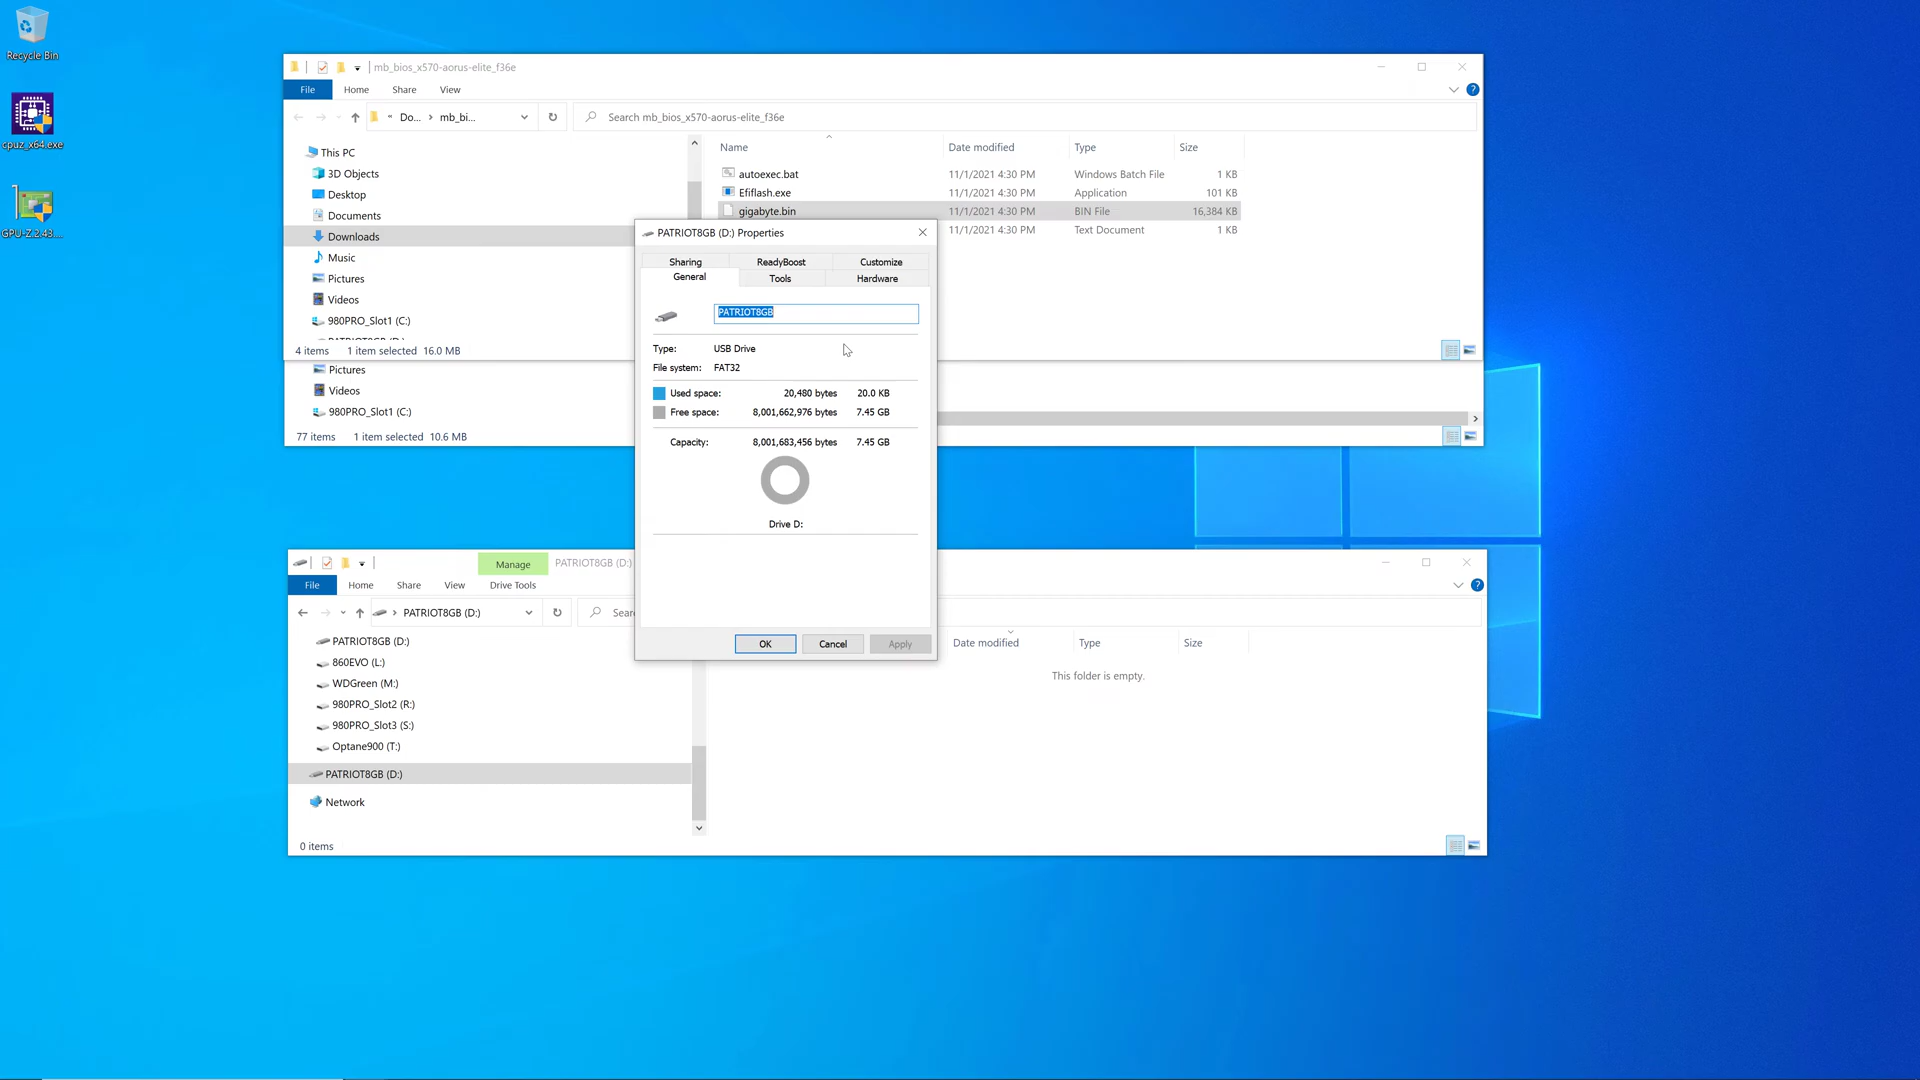 Recycle Bin
cpuz_x64.exe
GPU-Z.2.43....
mb_bios_x570-aorus-elite_f36e
File Home Share View
« Do... › mb_bi...
Search mb_bios_x570-aorus-elite_f36e
This PC
3D Objects
Desktop
Documents
Downloads
Music
Pictures
Videos
980PRO_Slot1 (C:)
Name Date modified Type Size
autoexec.bat 11/1/2021 4:30 PM Windows Batch File 1 KB
Efiflash.exe 11/1/2021 4:30 PM Application 101 KB
gigabyte.bin 11/1/2021 4:30 PM BIN File 16,384 KB
11/1/2021 4:30 PM Text Document 1 KB
4 items 1 item selected 16.0 MB
Pictures
Videos
980PRO_Slot1 (C:)
77 items 1 item selected 10.6 MB
PATRIOT8GB (D:) Properties
Sharing ReadyBoost Customize
General Tools Hardware
PATRIOT8GB
Type: USB Drive
File system: FAT32
Used space: 20,480 bytes 20.0 KB
Free space: 8,001,662,976 bytes 7.45 GB
Capacity: 8,001,683,456 bytes 7.45 GB
Drive D:
OK Cancel Apply
Manage PATRIOT8GB (D:)
File Home Share View Drive Tools
PATRIOT8GB (D:)
Sear
PATRIOT8GB (D:)
860EVO (L:)
WDGreen (M:)
980PRO_Slot2 (R:)
980PRO_Slot3 (S:)
Optane900 (T:)
PATRIOT8GB (D:)
Network
Date modified Type Size
This folder is empty.
0 items